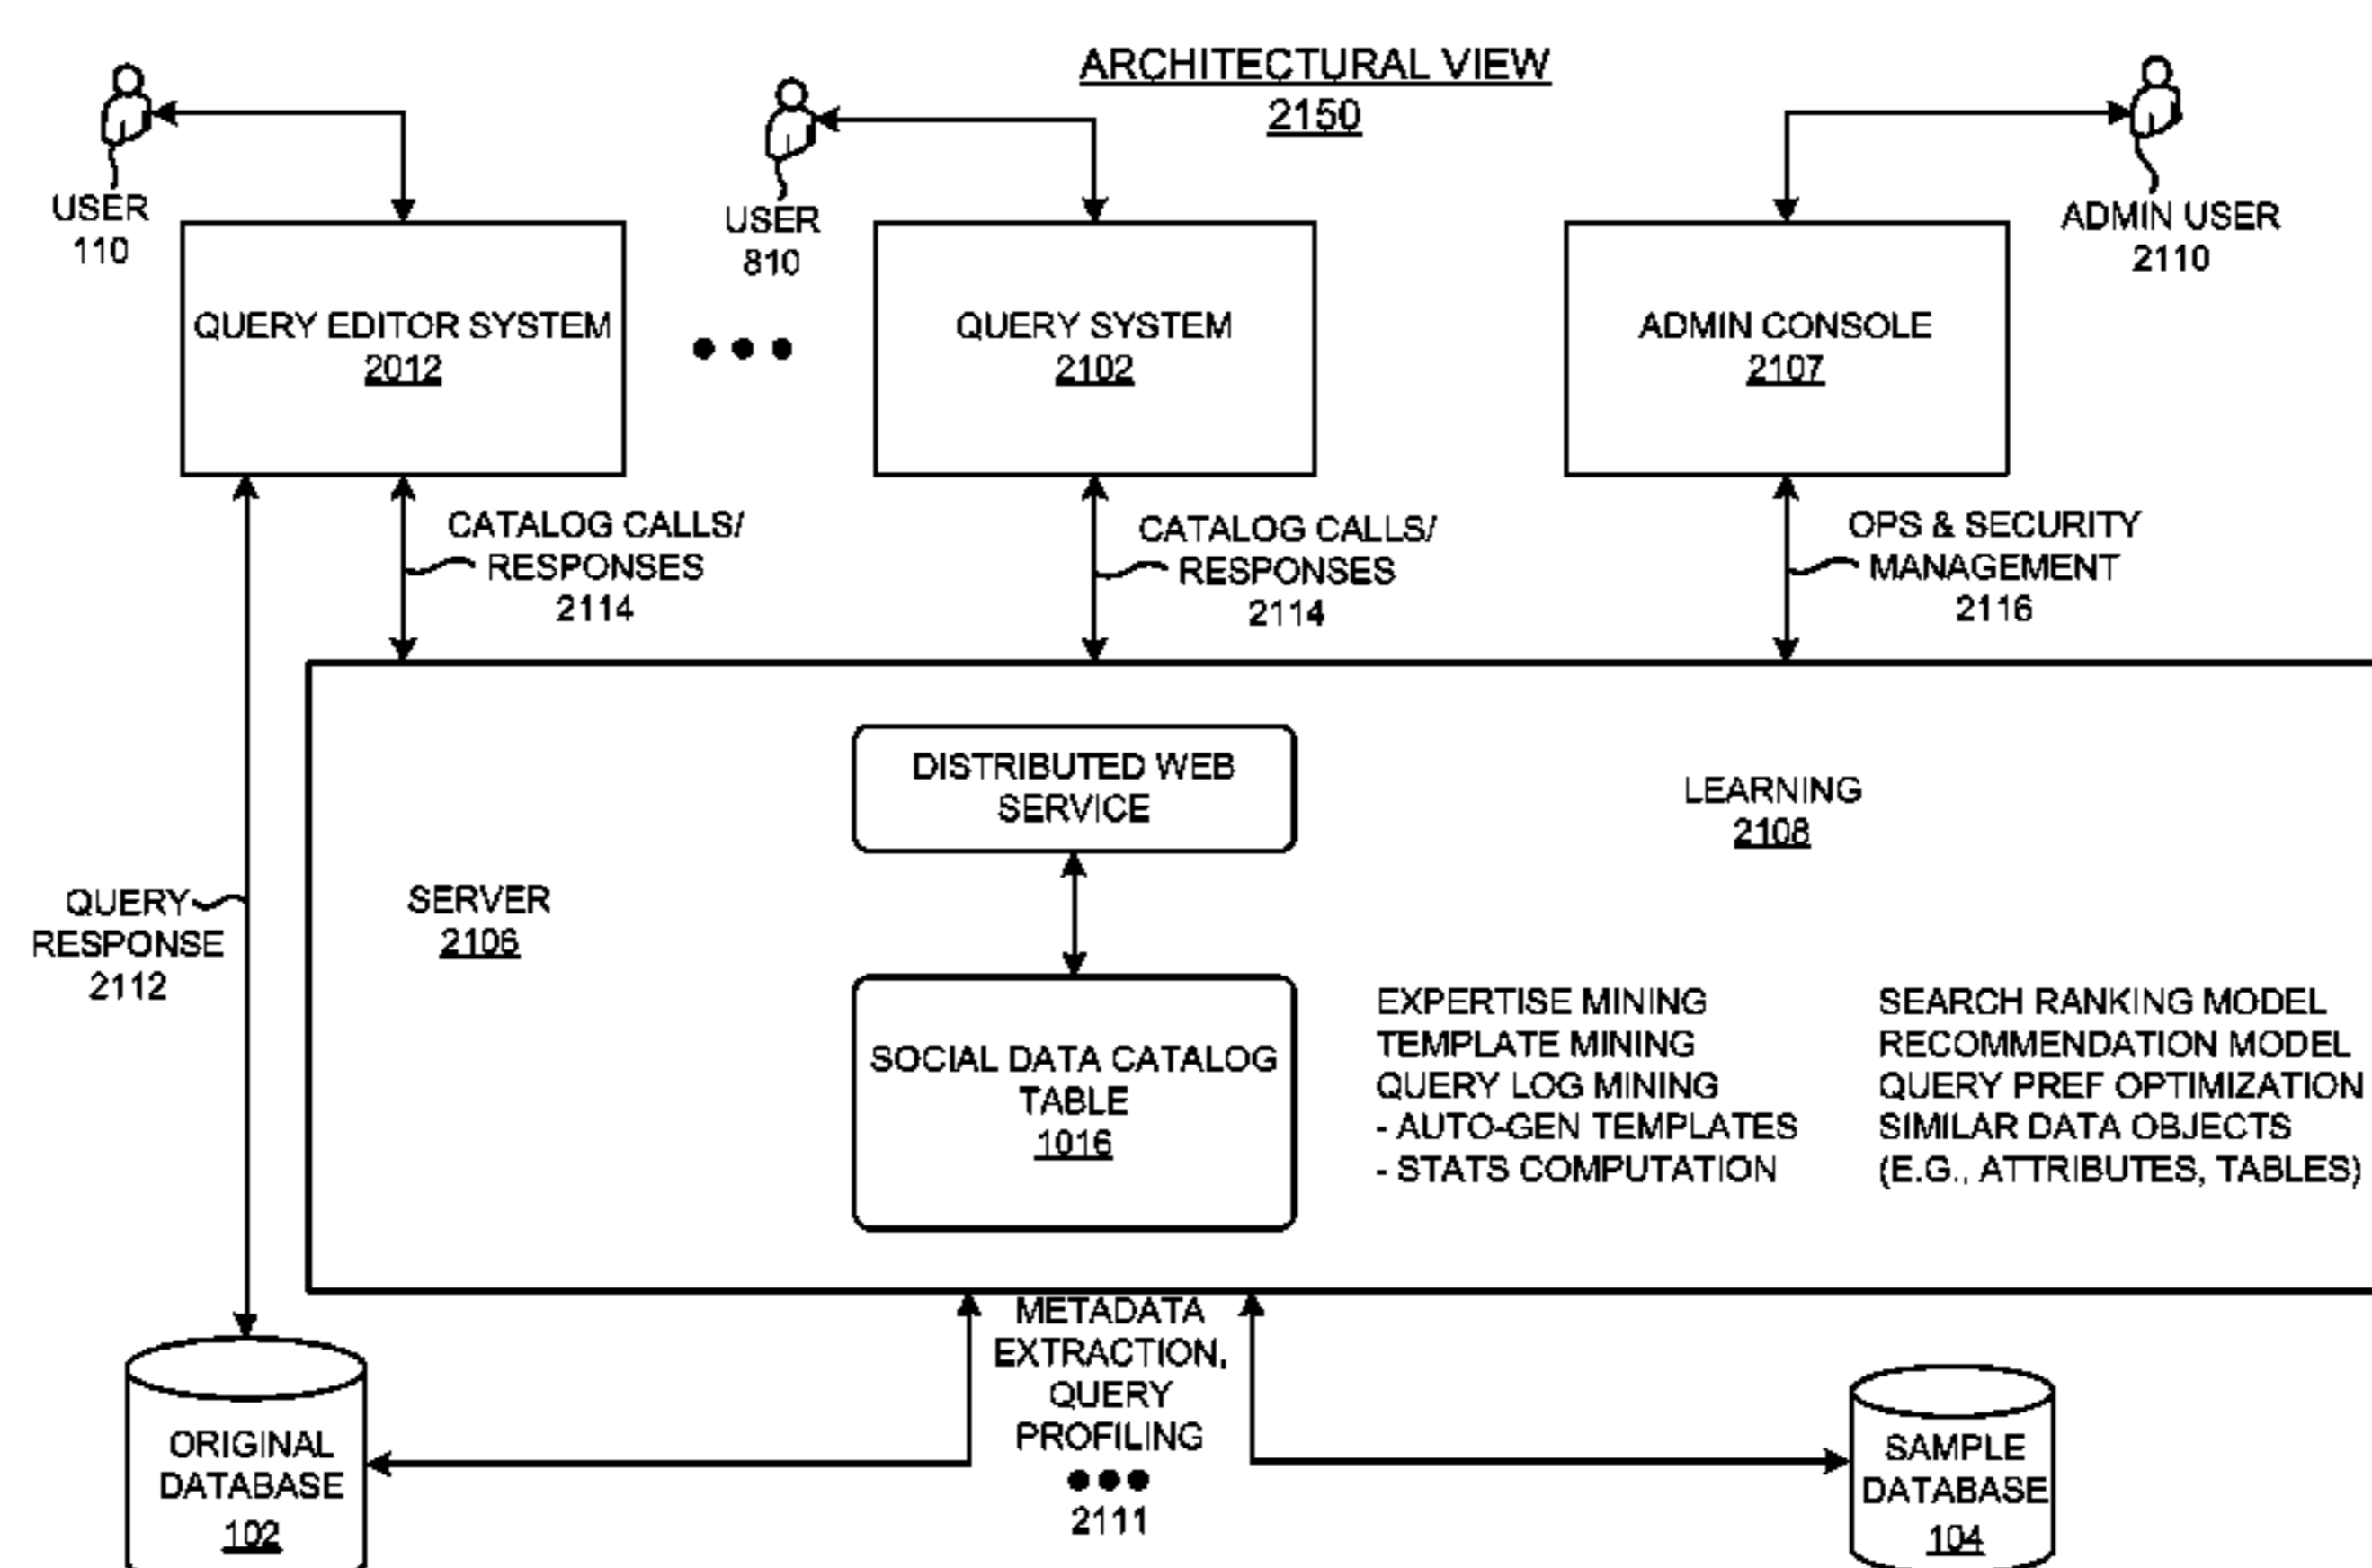 ARCHITECTURAL VIEW
2150
USER
110
USER
810
ADMIN USER
2110
QUERY EDITOR SYSTEM
2012
QUERY SYSTEM
2102
ADMIN CONSOLE
2107
CATALOG CALLS/
RESPONSES
2114
CATALOG CALLS/
RESPONSES
2114
OPS & SECURITY
MANAGEMENT
2116
DISTRIBUTED WEB
SERVICE
LEARNING
2108
QUERY
RESPONSE
2112
SERVER
2106
SOCIAL DATA CATALOG
TABLE
1016
EXPERTISE MINING
TEMPLATE MINING
QUERY LOG MINING
- AUTO-GEN TEMPLATES
- STATS COMPUTATION
SEARCH RANKING MODEL
RECOMMENDATION MODEL
QUERY PREF OPTIMIZATION
SIMILAR DATA OBJECTS
(E.G., ATTRIBUTES, TABLES)
METADATA
EXTRACTION,
QUERY
PROFILING
2111
ORIGINAL
DATABASE
102
SAMPLE
DATABASE
104